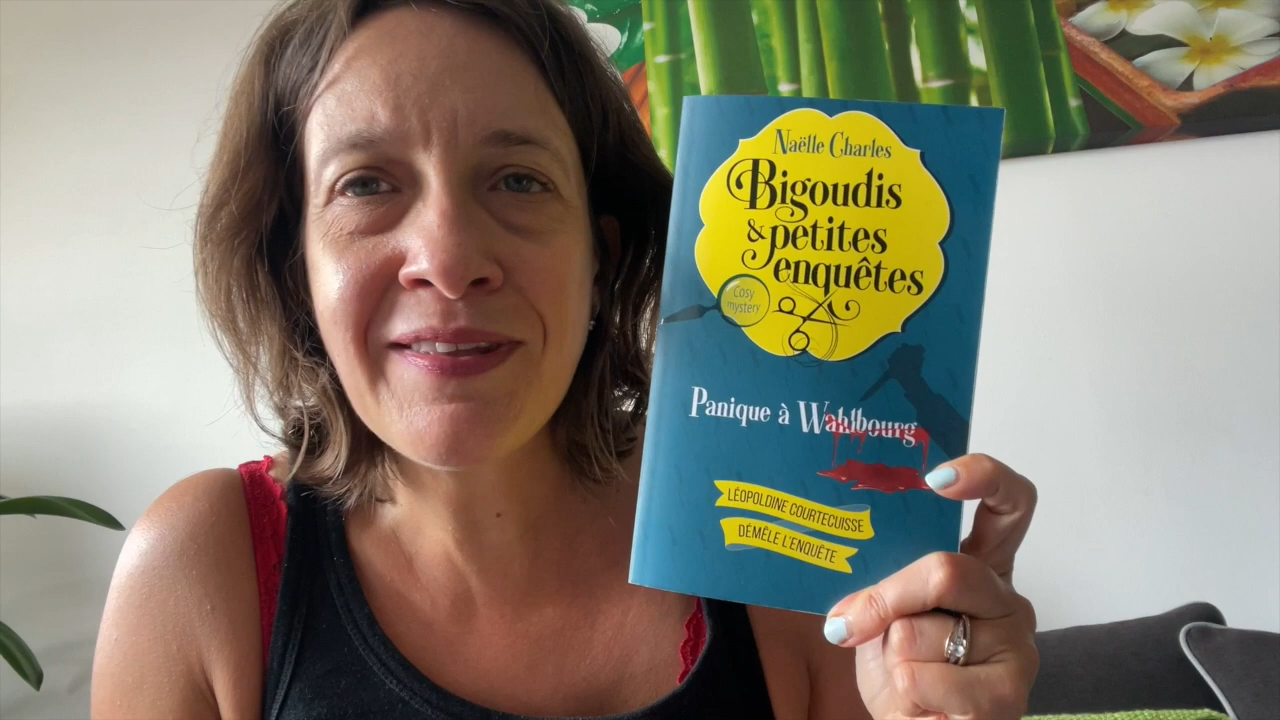 Naëlle Charles
Bigoudis
& petites
enquêtes
Cosy
mystery
Panique à Wahlbourg
LÉOPOLDINE COURTECUISSE
DÉMÊLE L'ENQUÊTE